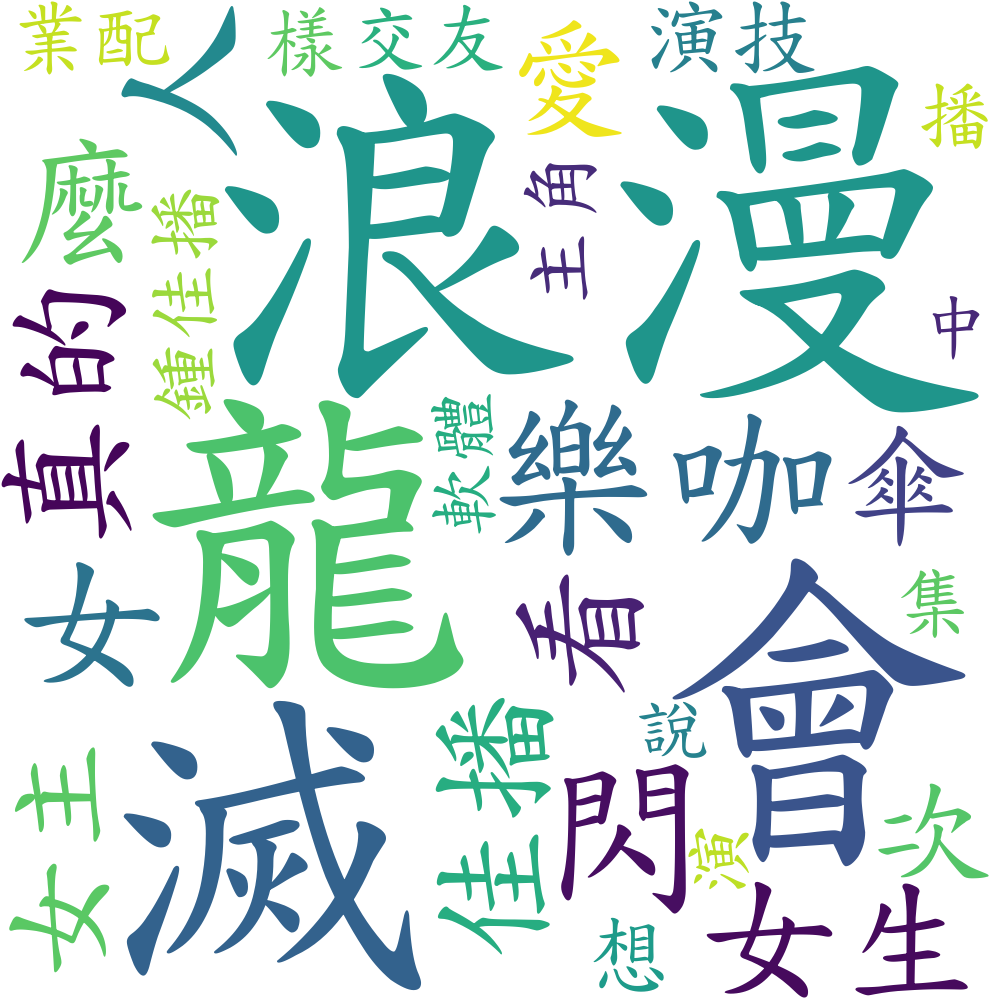 業配
人
樣交友
愛
演技
播
浪
漫
麼
鍾佳播
主角
真的
中
龍
軟體
樂
咖
傘
女
看
集
會
女主
滅
佳播
說
閃
演
次
想
女生